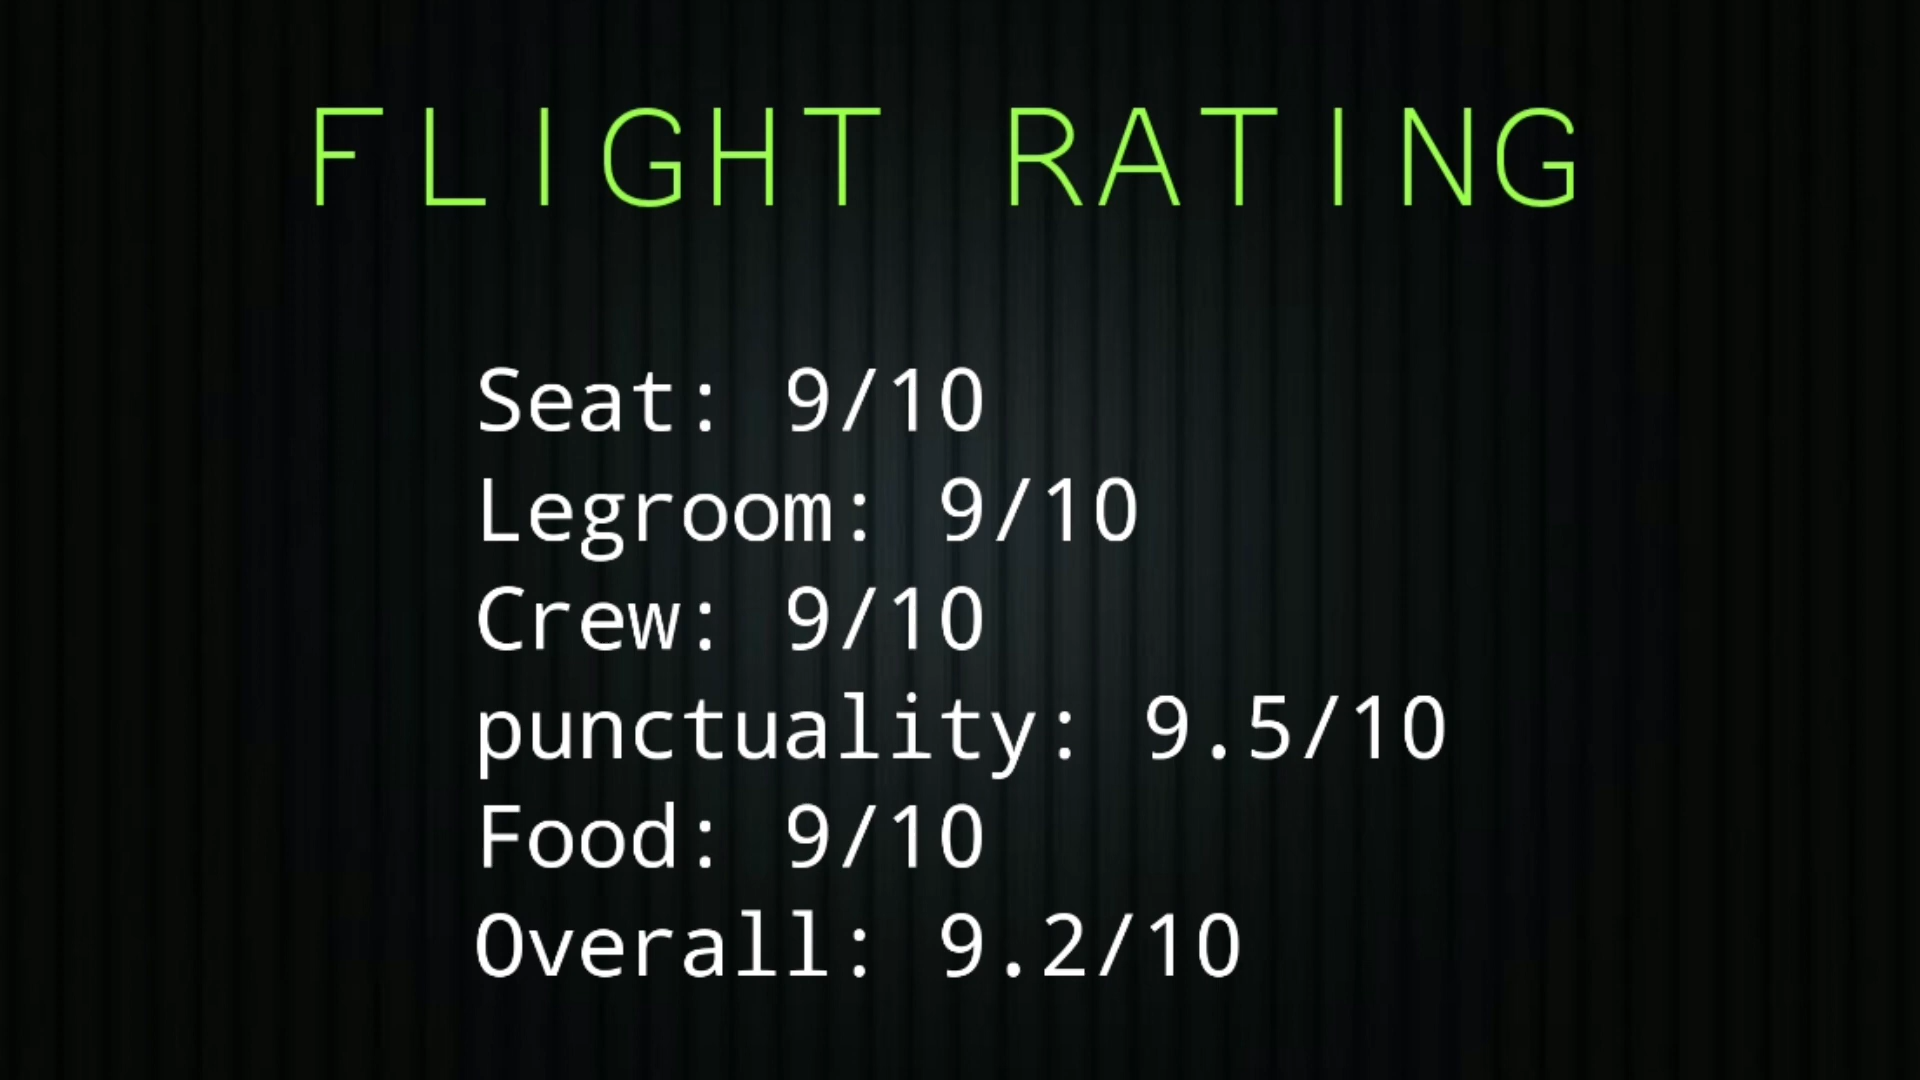 FLIGHT RATING
Seat: 9/10
Legroom: 9/10
Crew: 9/10
punctuality: 9.5/10
Food: 9/10
Overall: 9.2/10